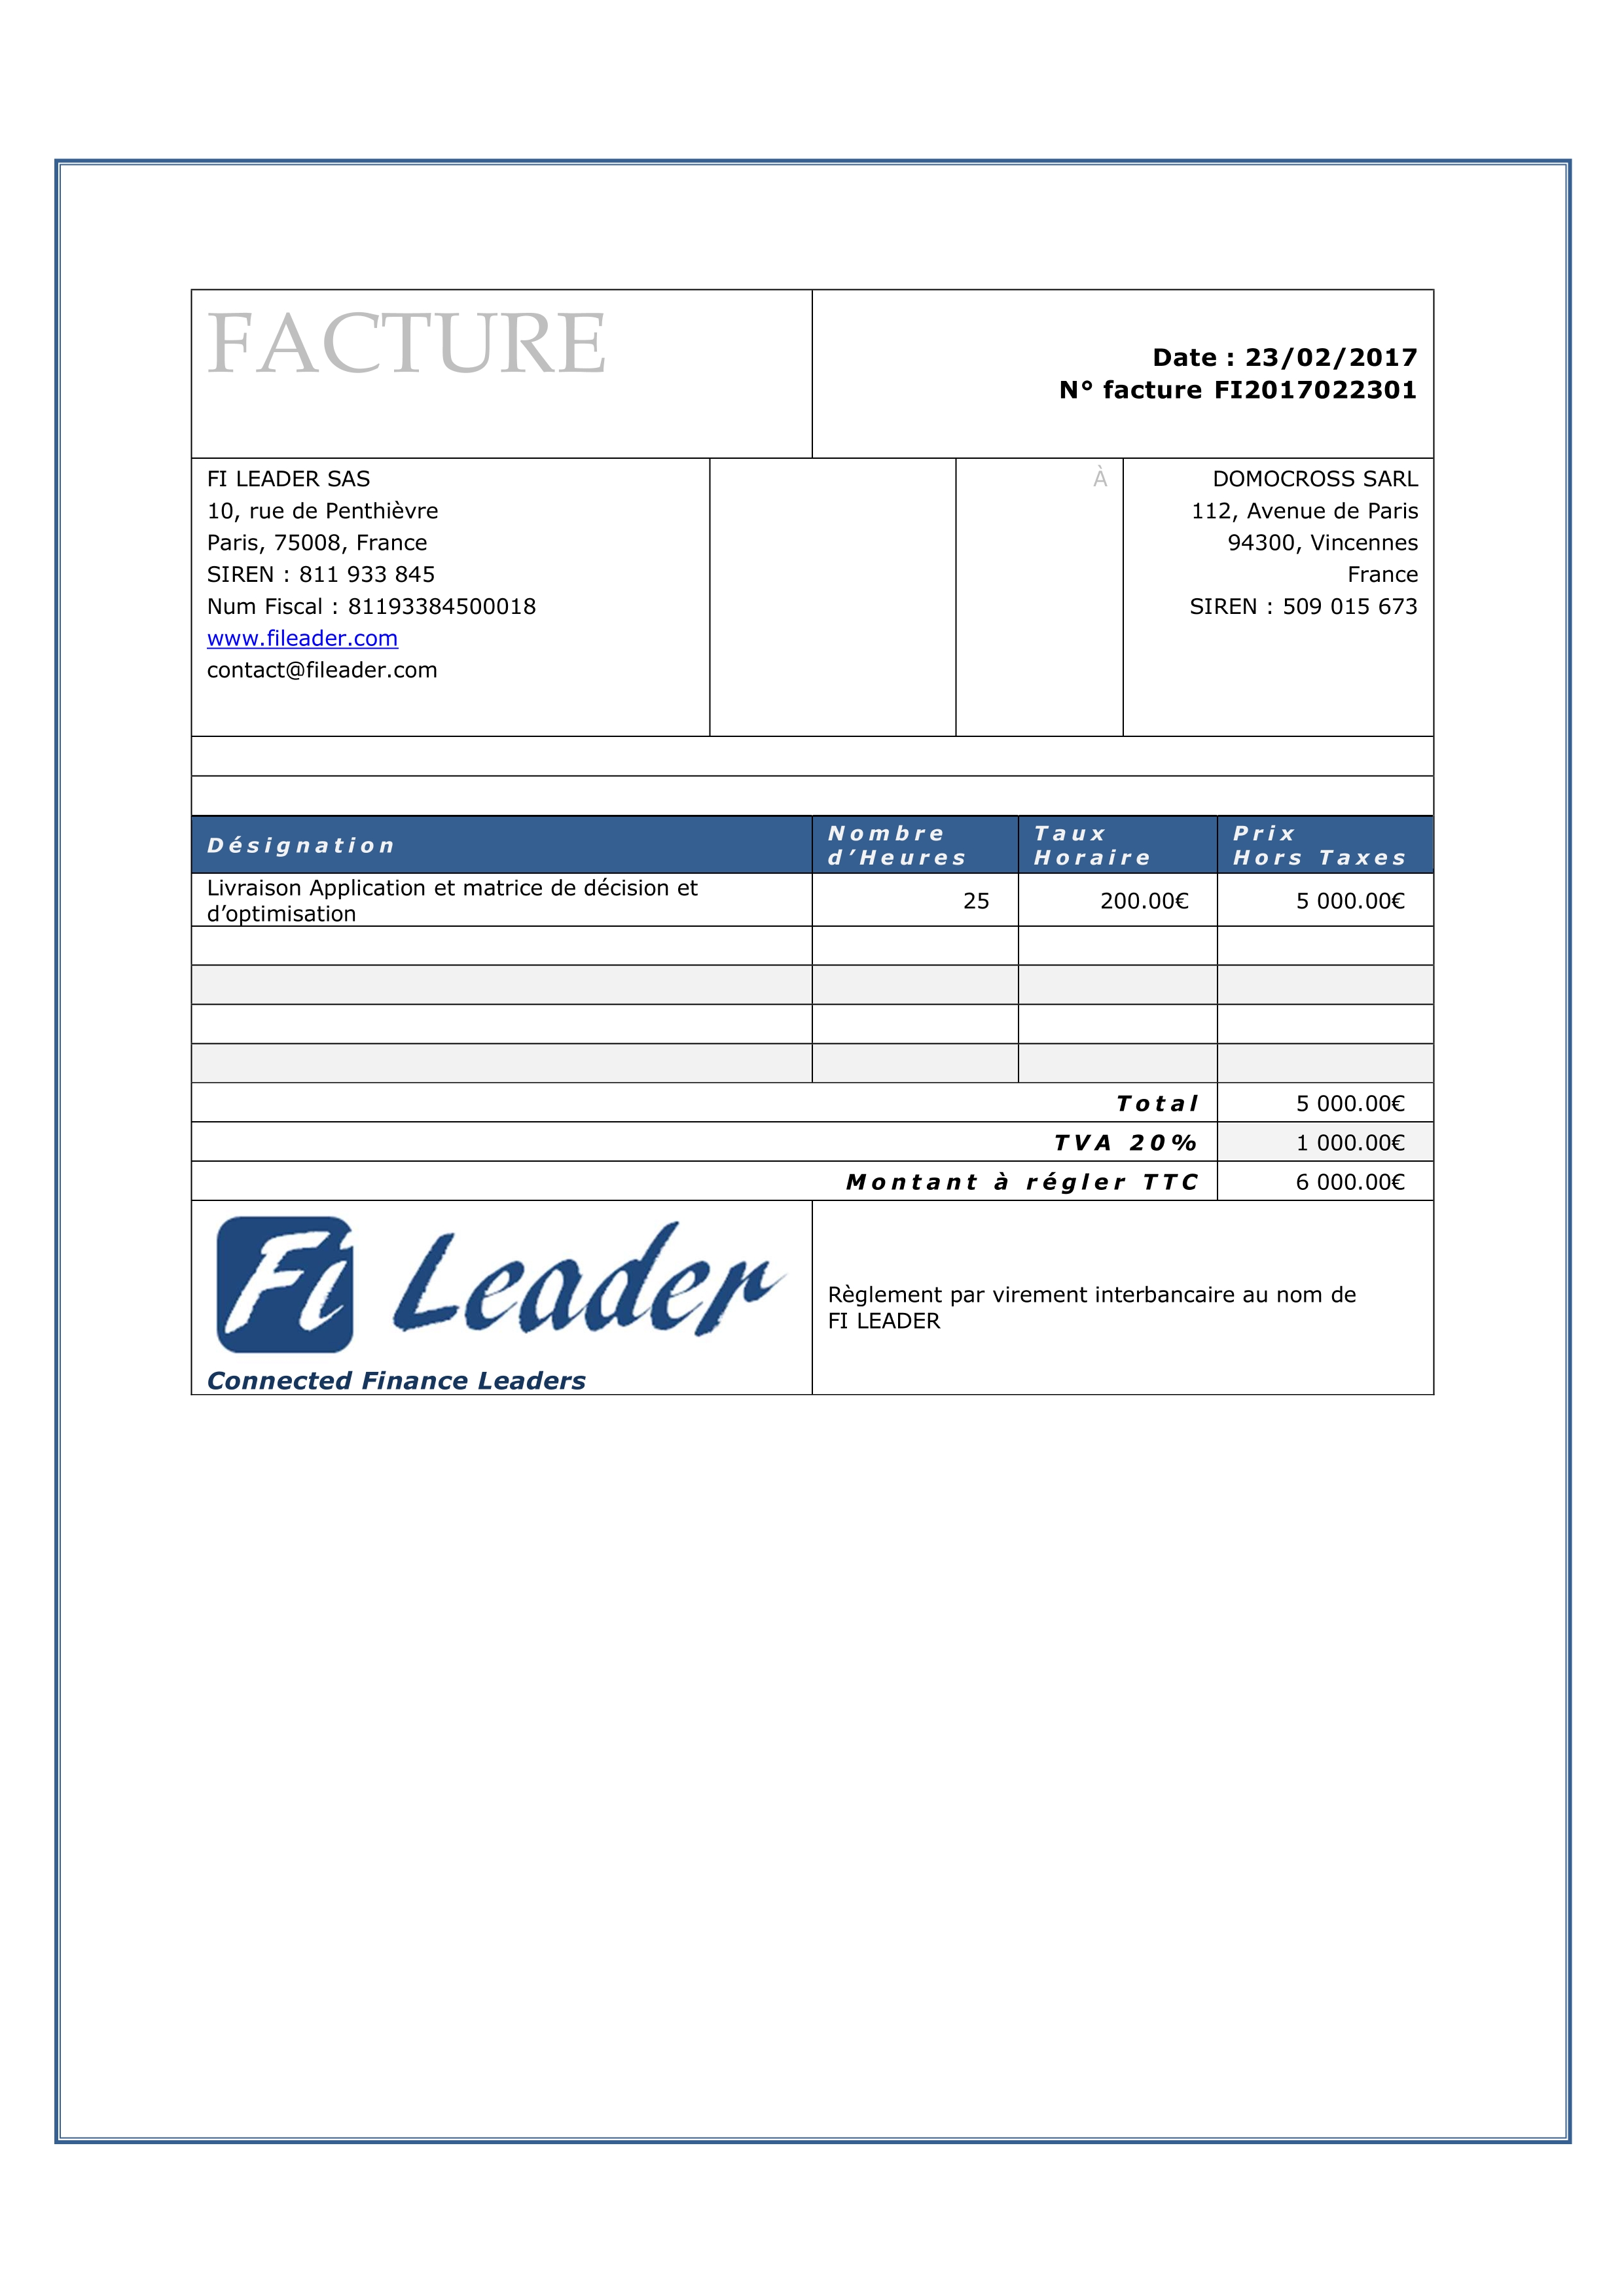 FACTURE
Date : 23/02/2017
N° facture FI2017022301
FI LEADER SAS
10, rue de Penthièvre
Paris, 75008, France
SIREN : 811 933 845
Num Fiscal : 81193384500018
www.fileader.com
contact@fileader.com
À
DOMOCROSS SARL
112, Avenue de Paris
94300, Vincennes
France
SIREN : 509 015 673
Désignation
Nombre
d’Heures
Taux
Horaire
Prix
Hors Taxes
Livraison Application et matrice de décision et
d’optimisation
25
200.00€
5 000.00€
Total
5 000.00€
TVA 20%
1 000.00€
Montant à régler TTC
6 000.00€
Fi Leader
Connected Finance Leaders
Règlement par virement interbancaire au nom de
FI LEADER